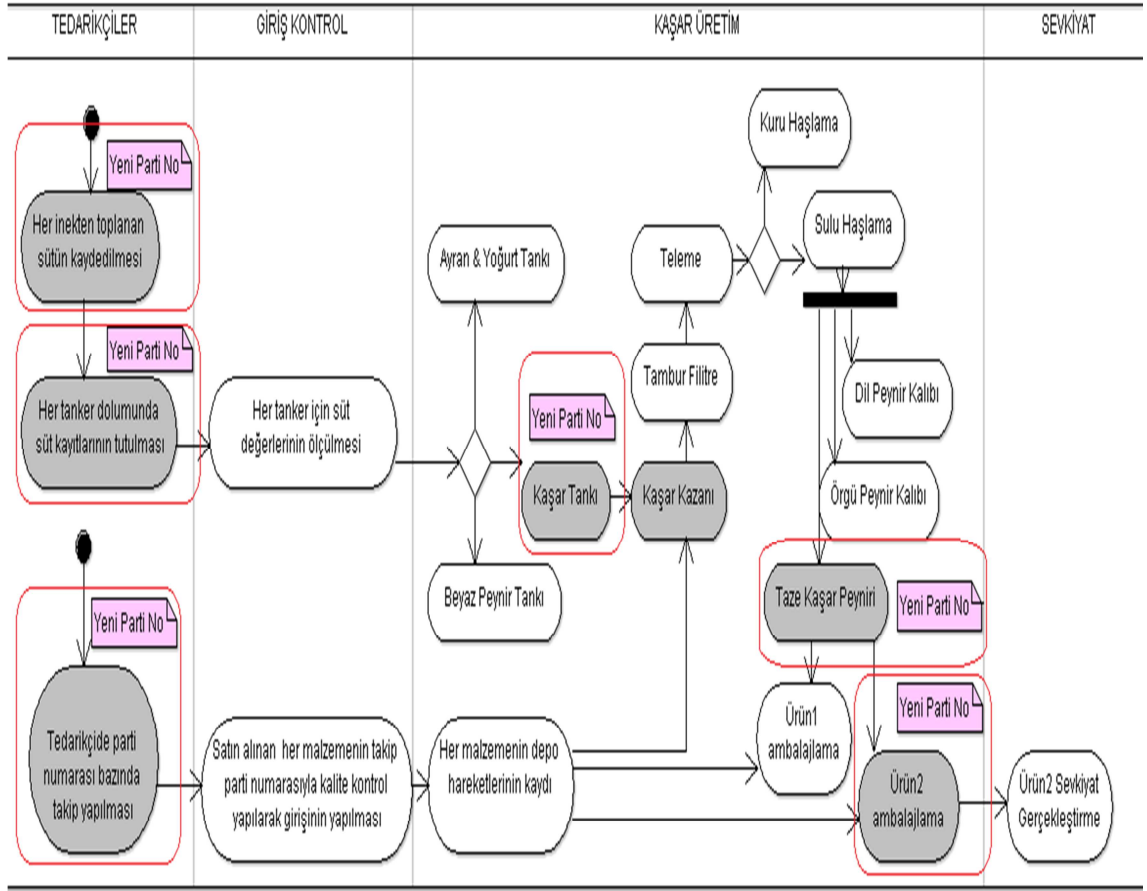 TEDARİKÇİLER
GİRİŞ KONTROL
KAŞAR ÜRETİM
SEVKİYAT
Yeni Parti No
Her inekten toplanan
sütün kaydedilmesi
Yeni Parti No
Her tanker dolumunda
süt kayıtlarının tutulması
Her tanker için süt
değerlerinin ölçülmesi
Ayran & Yoğurt Tankı
Beyaz Peynir Tankı
Yeni Parti No
Kaşar Tankı
Kaşar Kazanı
Tambur Filitre
Teleme
Kuru Haşlama
Sulu Haşlama
Dil Peynir Kalıbı
Örgü Peynir Kalıbı
Taze Kaşar Peyniri
Yeni Parti No
Yeni Parti No
Tedarikçide parti
numarası bazında
takip yapılması
Satın alınan her malzemenin takip
parti numarasıyla kalite kontrol
yapılarak girişinin yapılması
Her malzemenin depo
hareketlerinin kaydı
Ürün1
ambalajlama
Yeni Parti No
Ürün2
ambalajlama
Ürün2 Sevkiyat
Gerçekleştirme